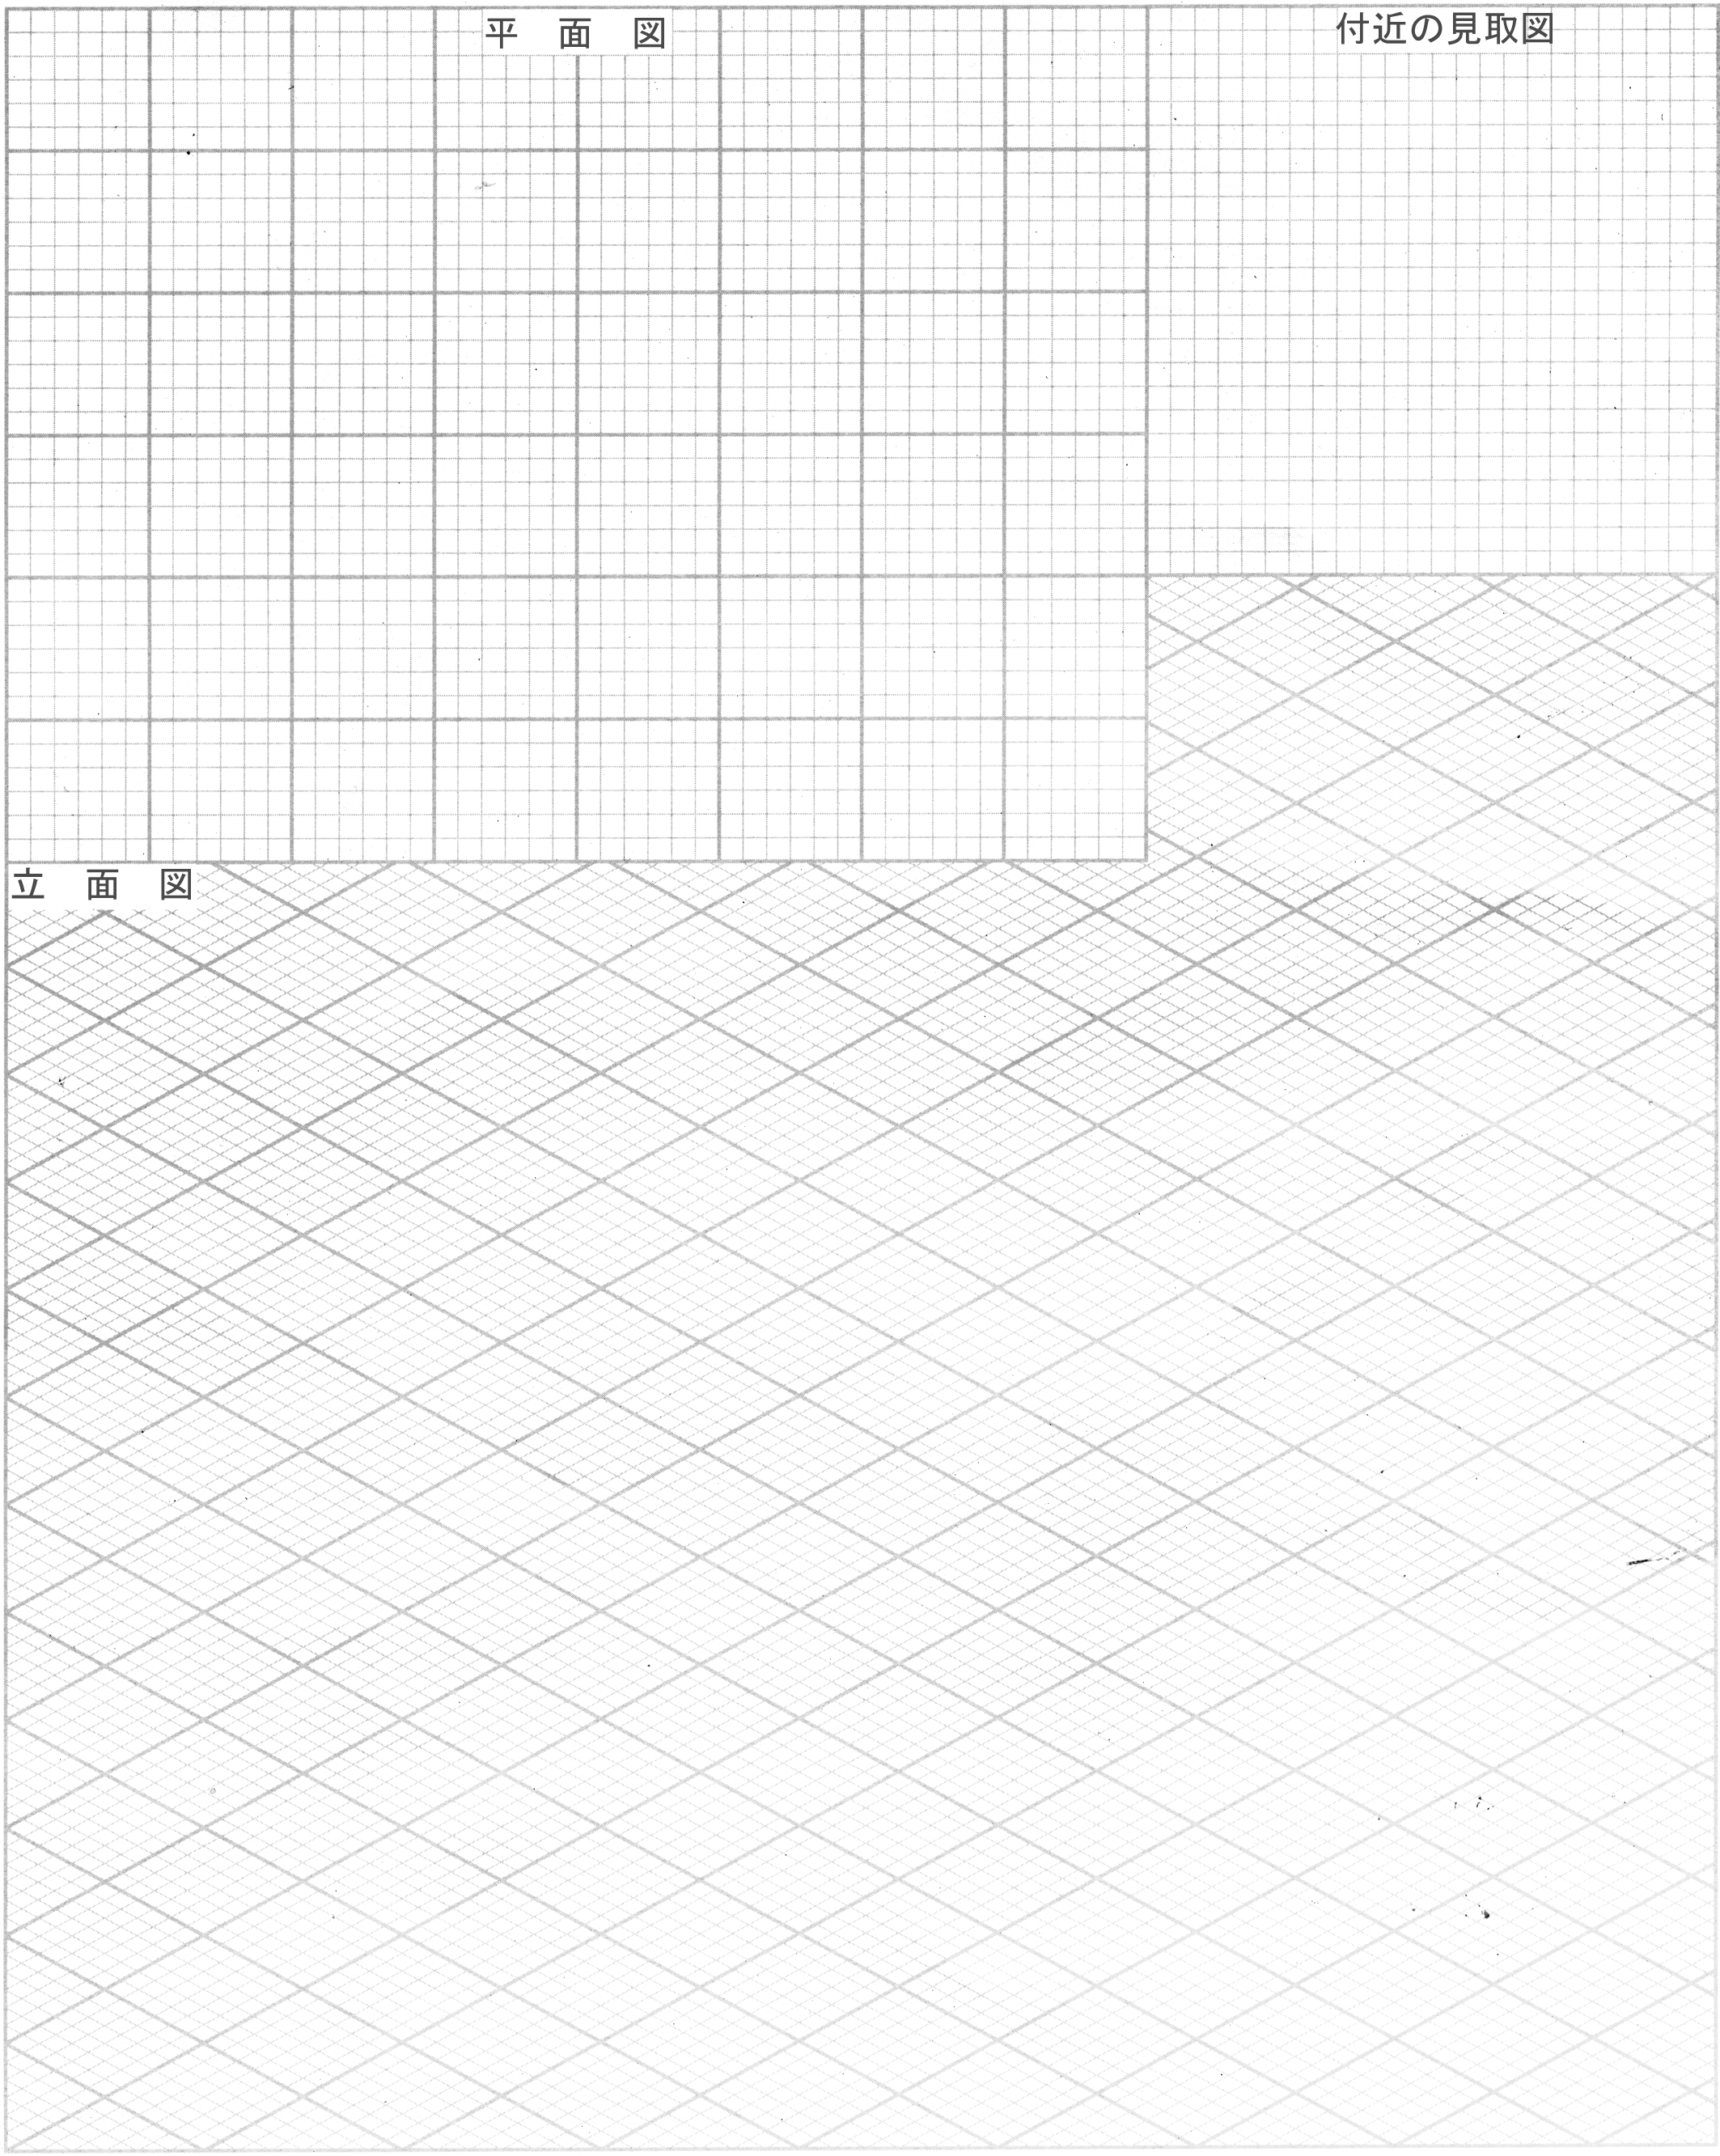 平　面　図
付近の見取図
立　面　図